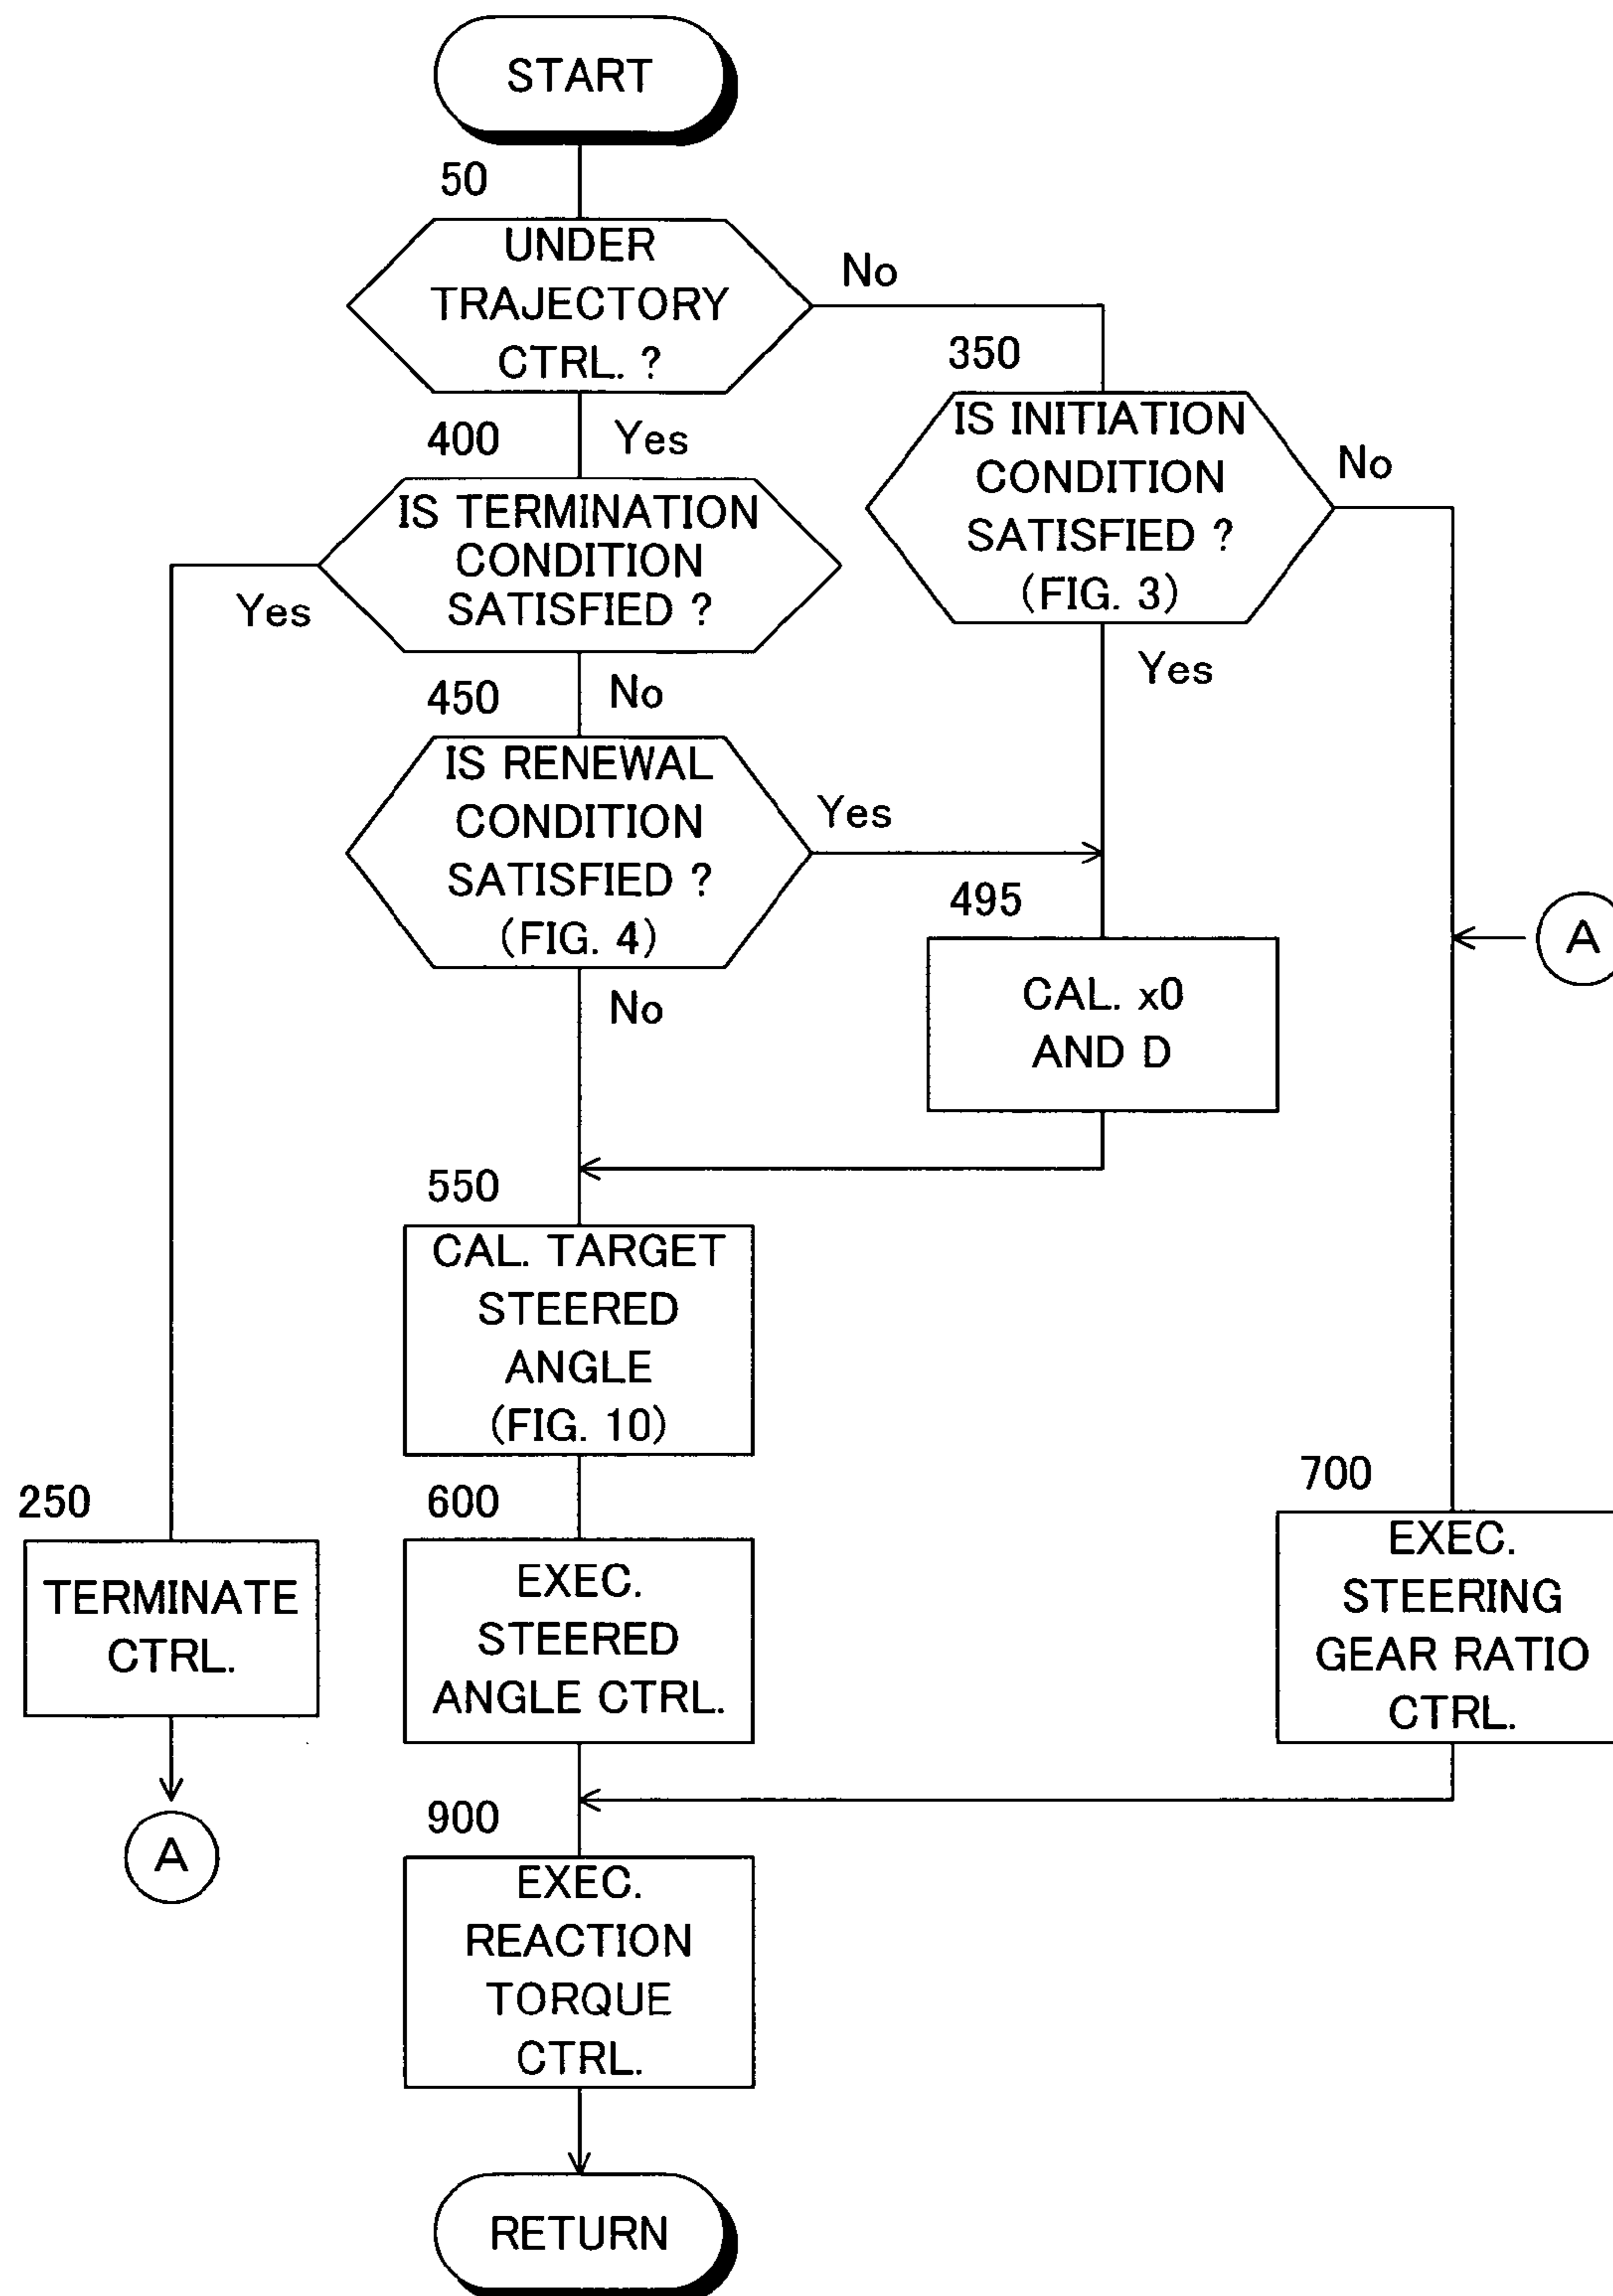 START
50
UNDER
TRAJECTORY
CTRL. ?
No
350
IS INITIATION
CONDITION
SATISFIED ?
(FIG. 3)
No
Yes
400
Yes
IS TERMINATION
CONDITION
SATISFIED ?
Yes
No
450
IS RENEWAL
CONDITION
SATISFIED ?
(FIG. 4)
Yes
No
495
CAL. x0
AND D
A
550
CAL. TARGET
STEERED
ANGLE
(FIG. 10)
250
TERMINATE
CTRL.
A
600
EXEC.
STEERED
ANGLE CTRL.
700
EXEC.
STEERING
GEAR RATIO
CTRL.
900
EXEC.
REACTION
TORQUE
CTRL.
RETURN